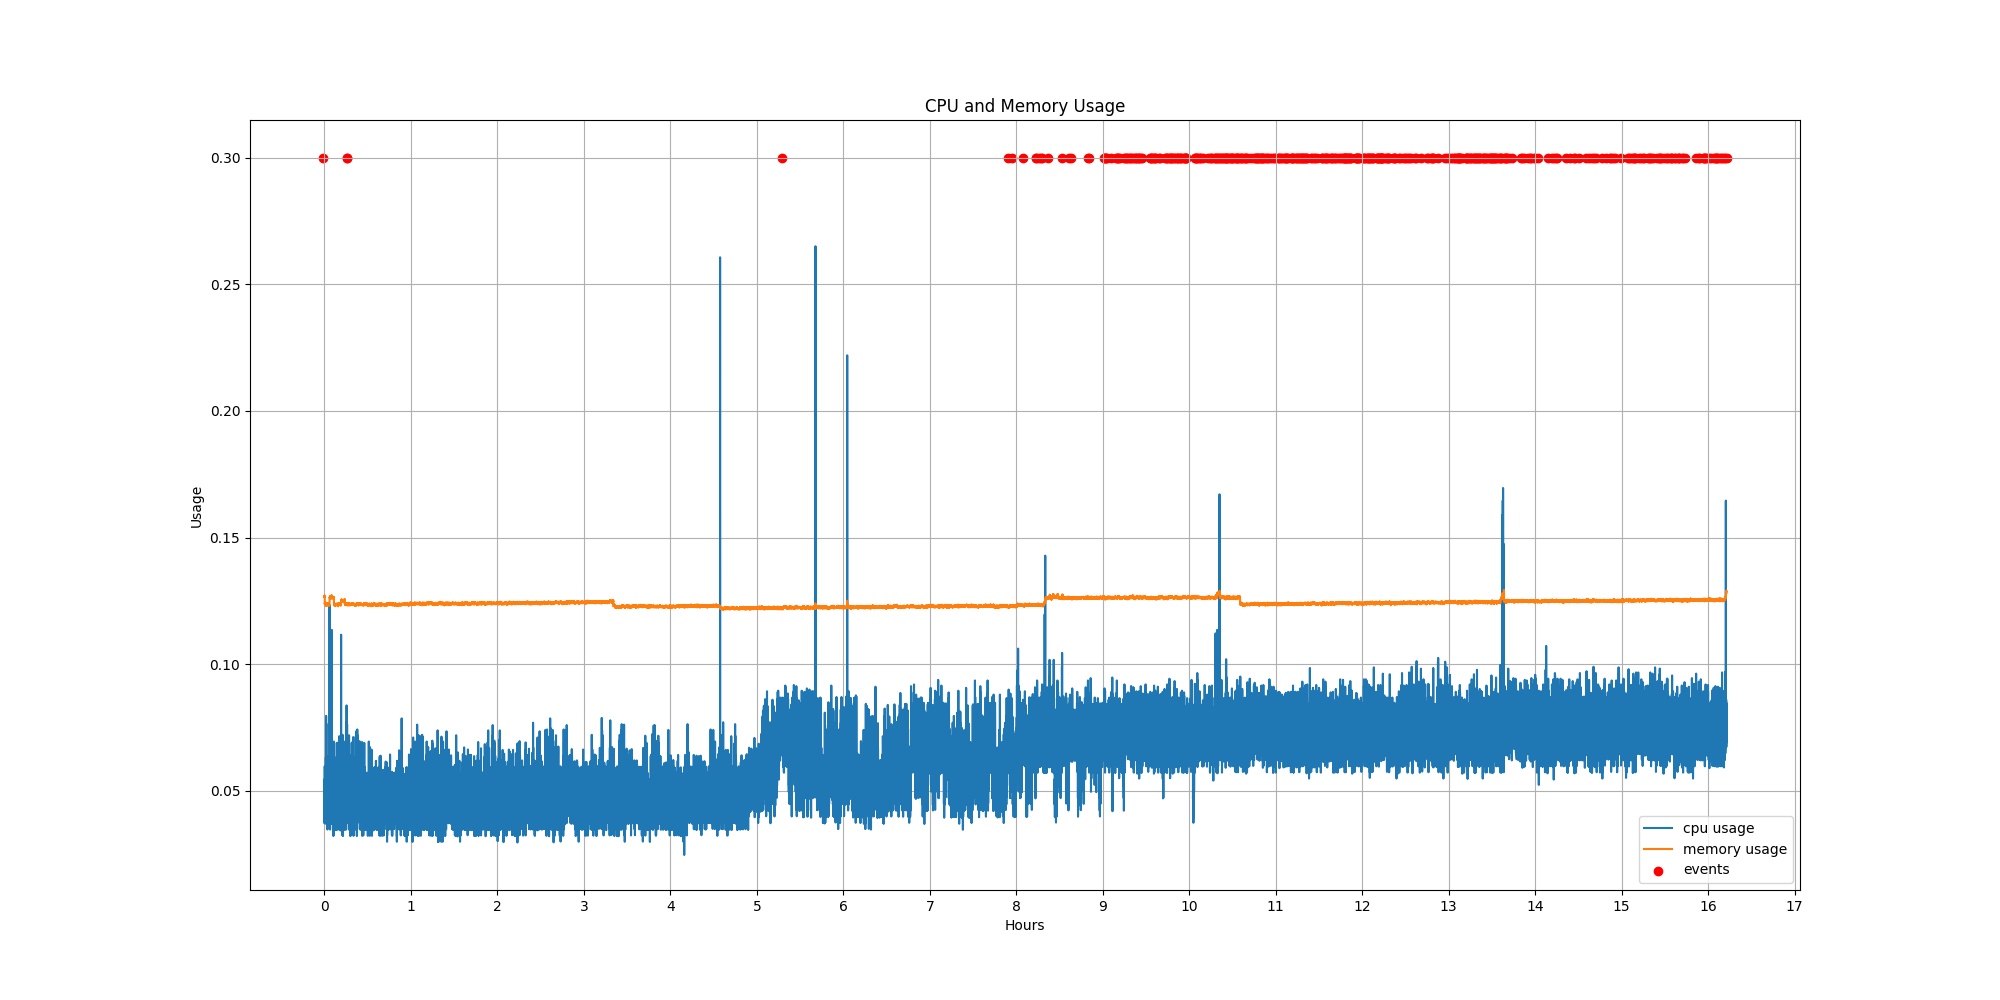 CPU and Memory Usage
0.30
0.25
0.20
0.15
0.10
0.05
Usage
cpu usage
memory usage
events
0 1 2 3 4 5 6 7 8 9 10 11 12 13 14 15 16 17
Hours